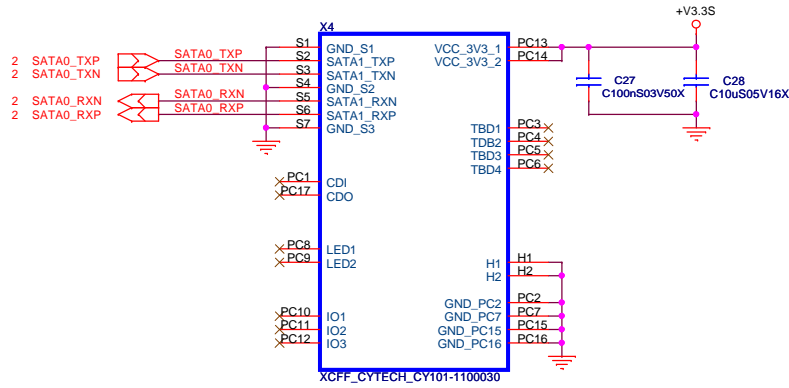 +V3.3S
X4
S1 GND_S1 VCC_3V3_1 PC13
2 SATA0_TXP SATA0_TXP S2 SATA1_TXP VCC_3V3_2 PC14
2 SATA0_TXN SATA0_TXN S3 SATA1_TXN
S4 GND_S2
2 SATA0_RXN SATA0_RXN S5 SATA1_RXN
2 SATA0_RXP SATA0_RXP S6 SATA1_RXP
S7 GND_S3
C27
C100nS03V50X
C28
C10uS05V16X
TBD1 PC3
TDB2 PC4
TBD3 PC5
TBD4 PC6
PC1 CDI
PC17 CDO
PC8 LED1
PC9 LED2
H1 H1
H2 H2
GND_PC2 PC2
PC10 IO1 GND_PC7 PC7
PC11 IO2 GND_PC15 PC15
PC12 IO3 GND_PC16 PC16
XCFF_CYTECH_CY101-1100030